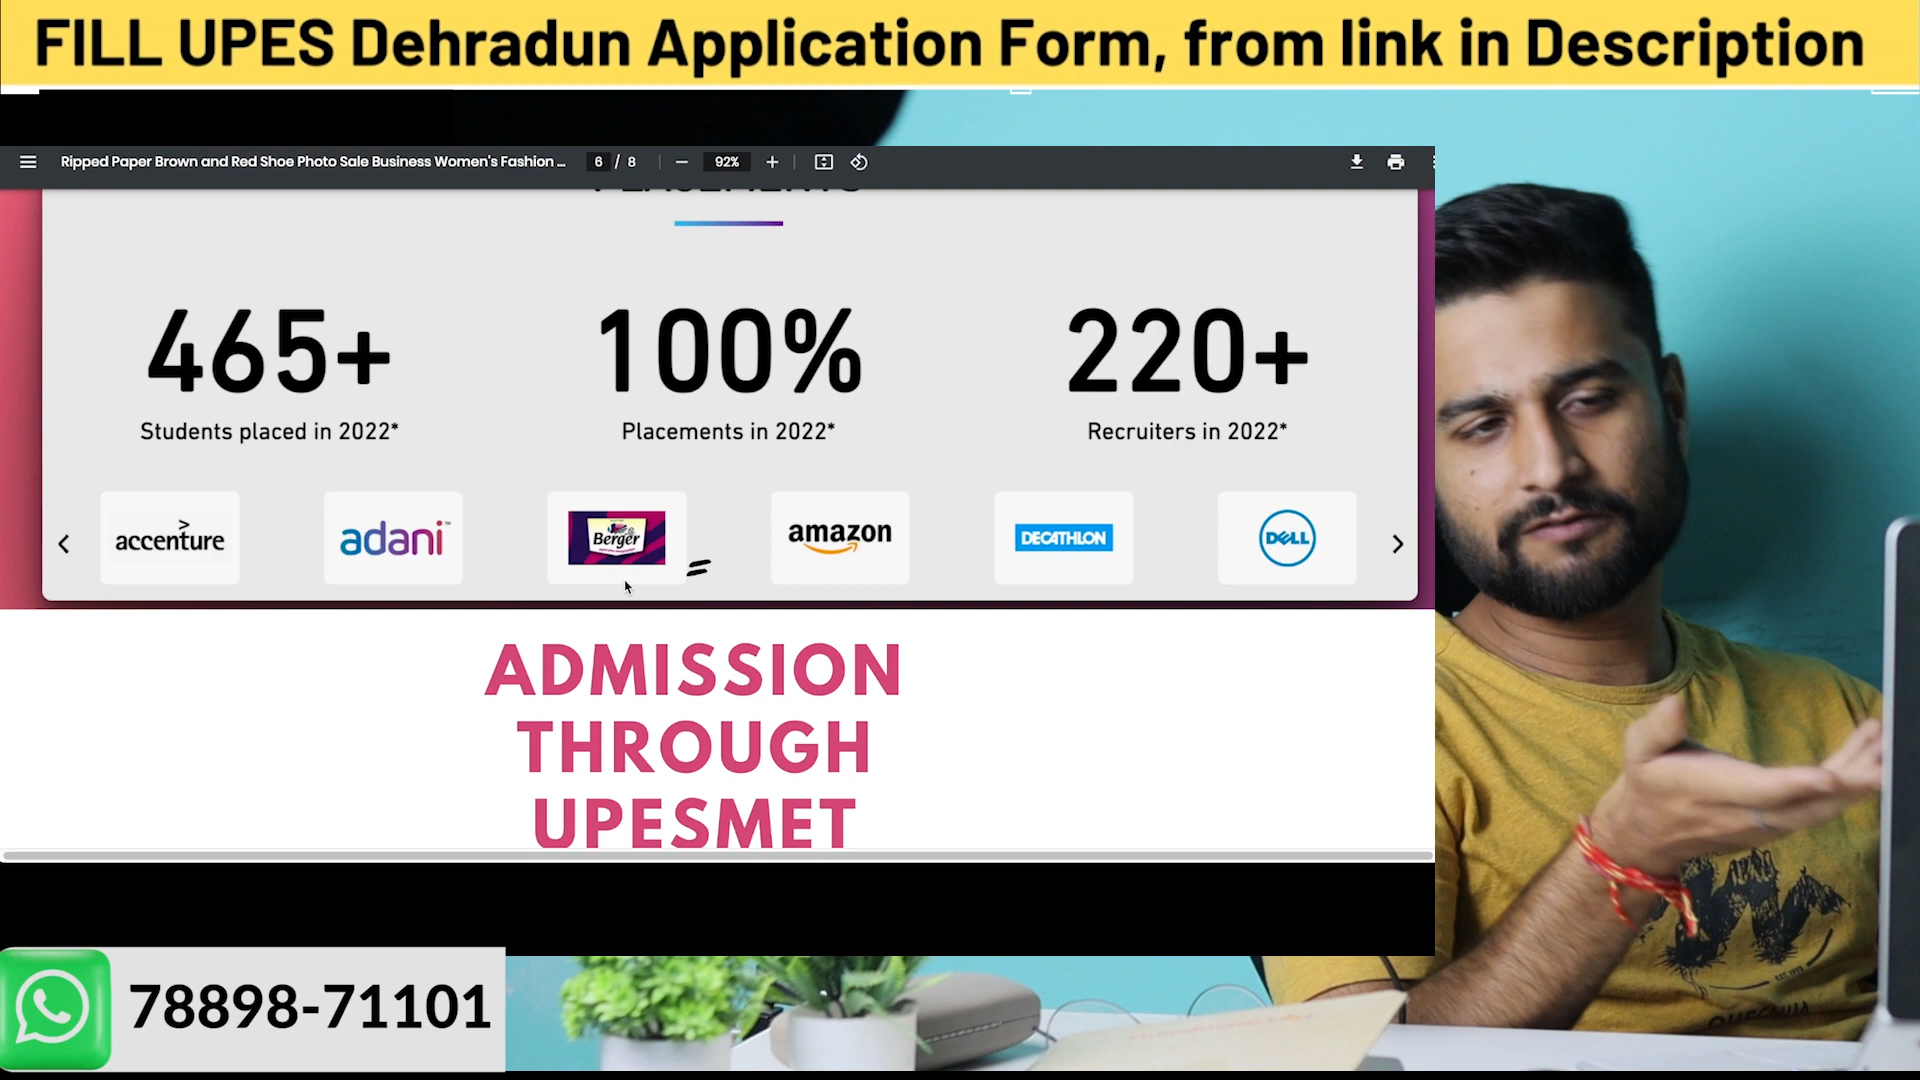 FILL UPES Dehradun Application Form, from link in Description
Ripped Paper Brown and Red Shoe Photo Sale Business Women's Fashion ...
6 / 8
92%
465+
100%
220+
Students placed in 2022*
Placements in 2022*
Recruiters in 2022*
accenture
adani
Berger
amazon
DECATHLON
DELL
ADMISSION
THROUGH
UPESMET
78898-71101